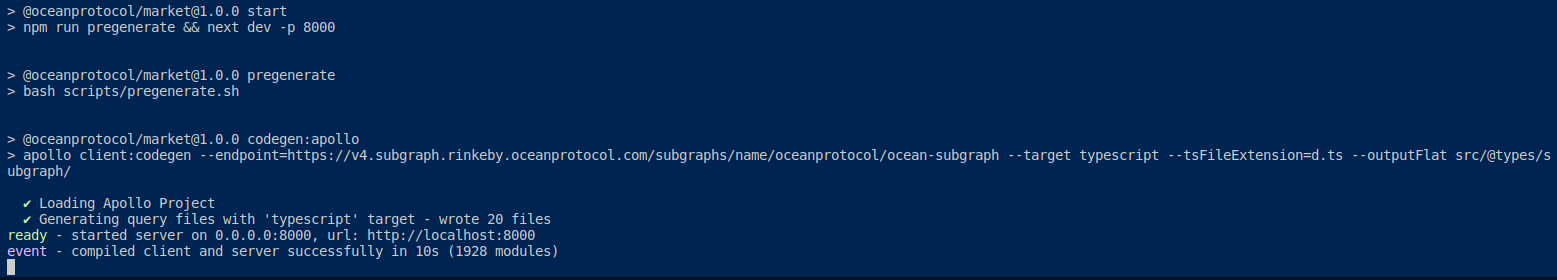 > @oceanprotocol/market@1.0.0 start
> npm run pregenerate && next dev -p 8000
> @oceanprotocol/market@1.0.0 pregenerate
> bash scripts/pregenerate.sh
> @oceanprotocol/market@1.0.0 codegen:apollo
> apollo client:codegen --endpoint=https://v4.subgraph.rinkeby.oceanprotocol.com/subgraphs/name/oceanprotocol/ocean-subgraph --target typescript --tsFileExtension=d.ts --outputFlat src/@types/s
ubgraph/
✔ Loading Apollo Project
✔ Generating query files with 'typescript' target - wrote 20 files
ready - started server on 0.0.0.0:8000, url: http://localhost:8000
event - compiled client and server successfully in 10s (1928 modules)